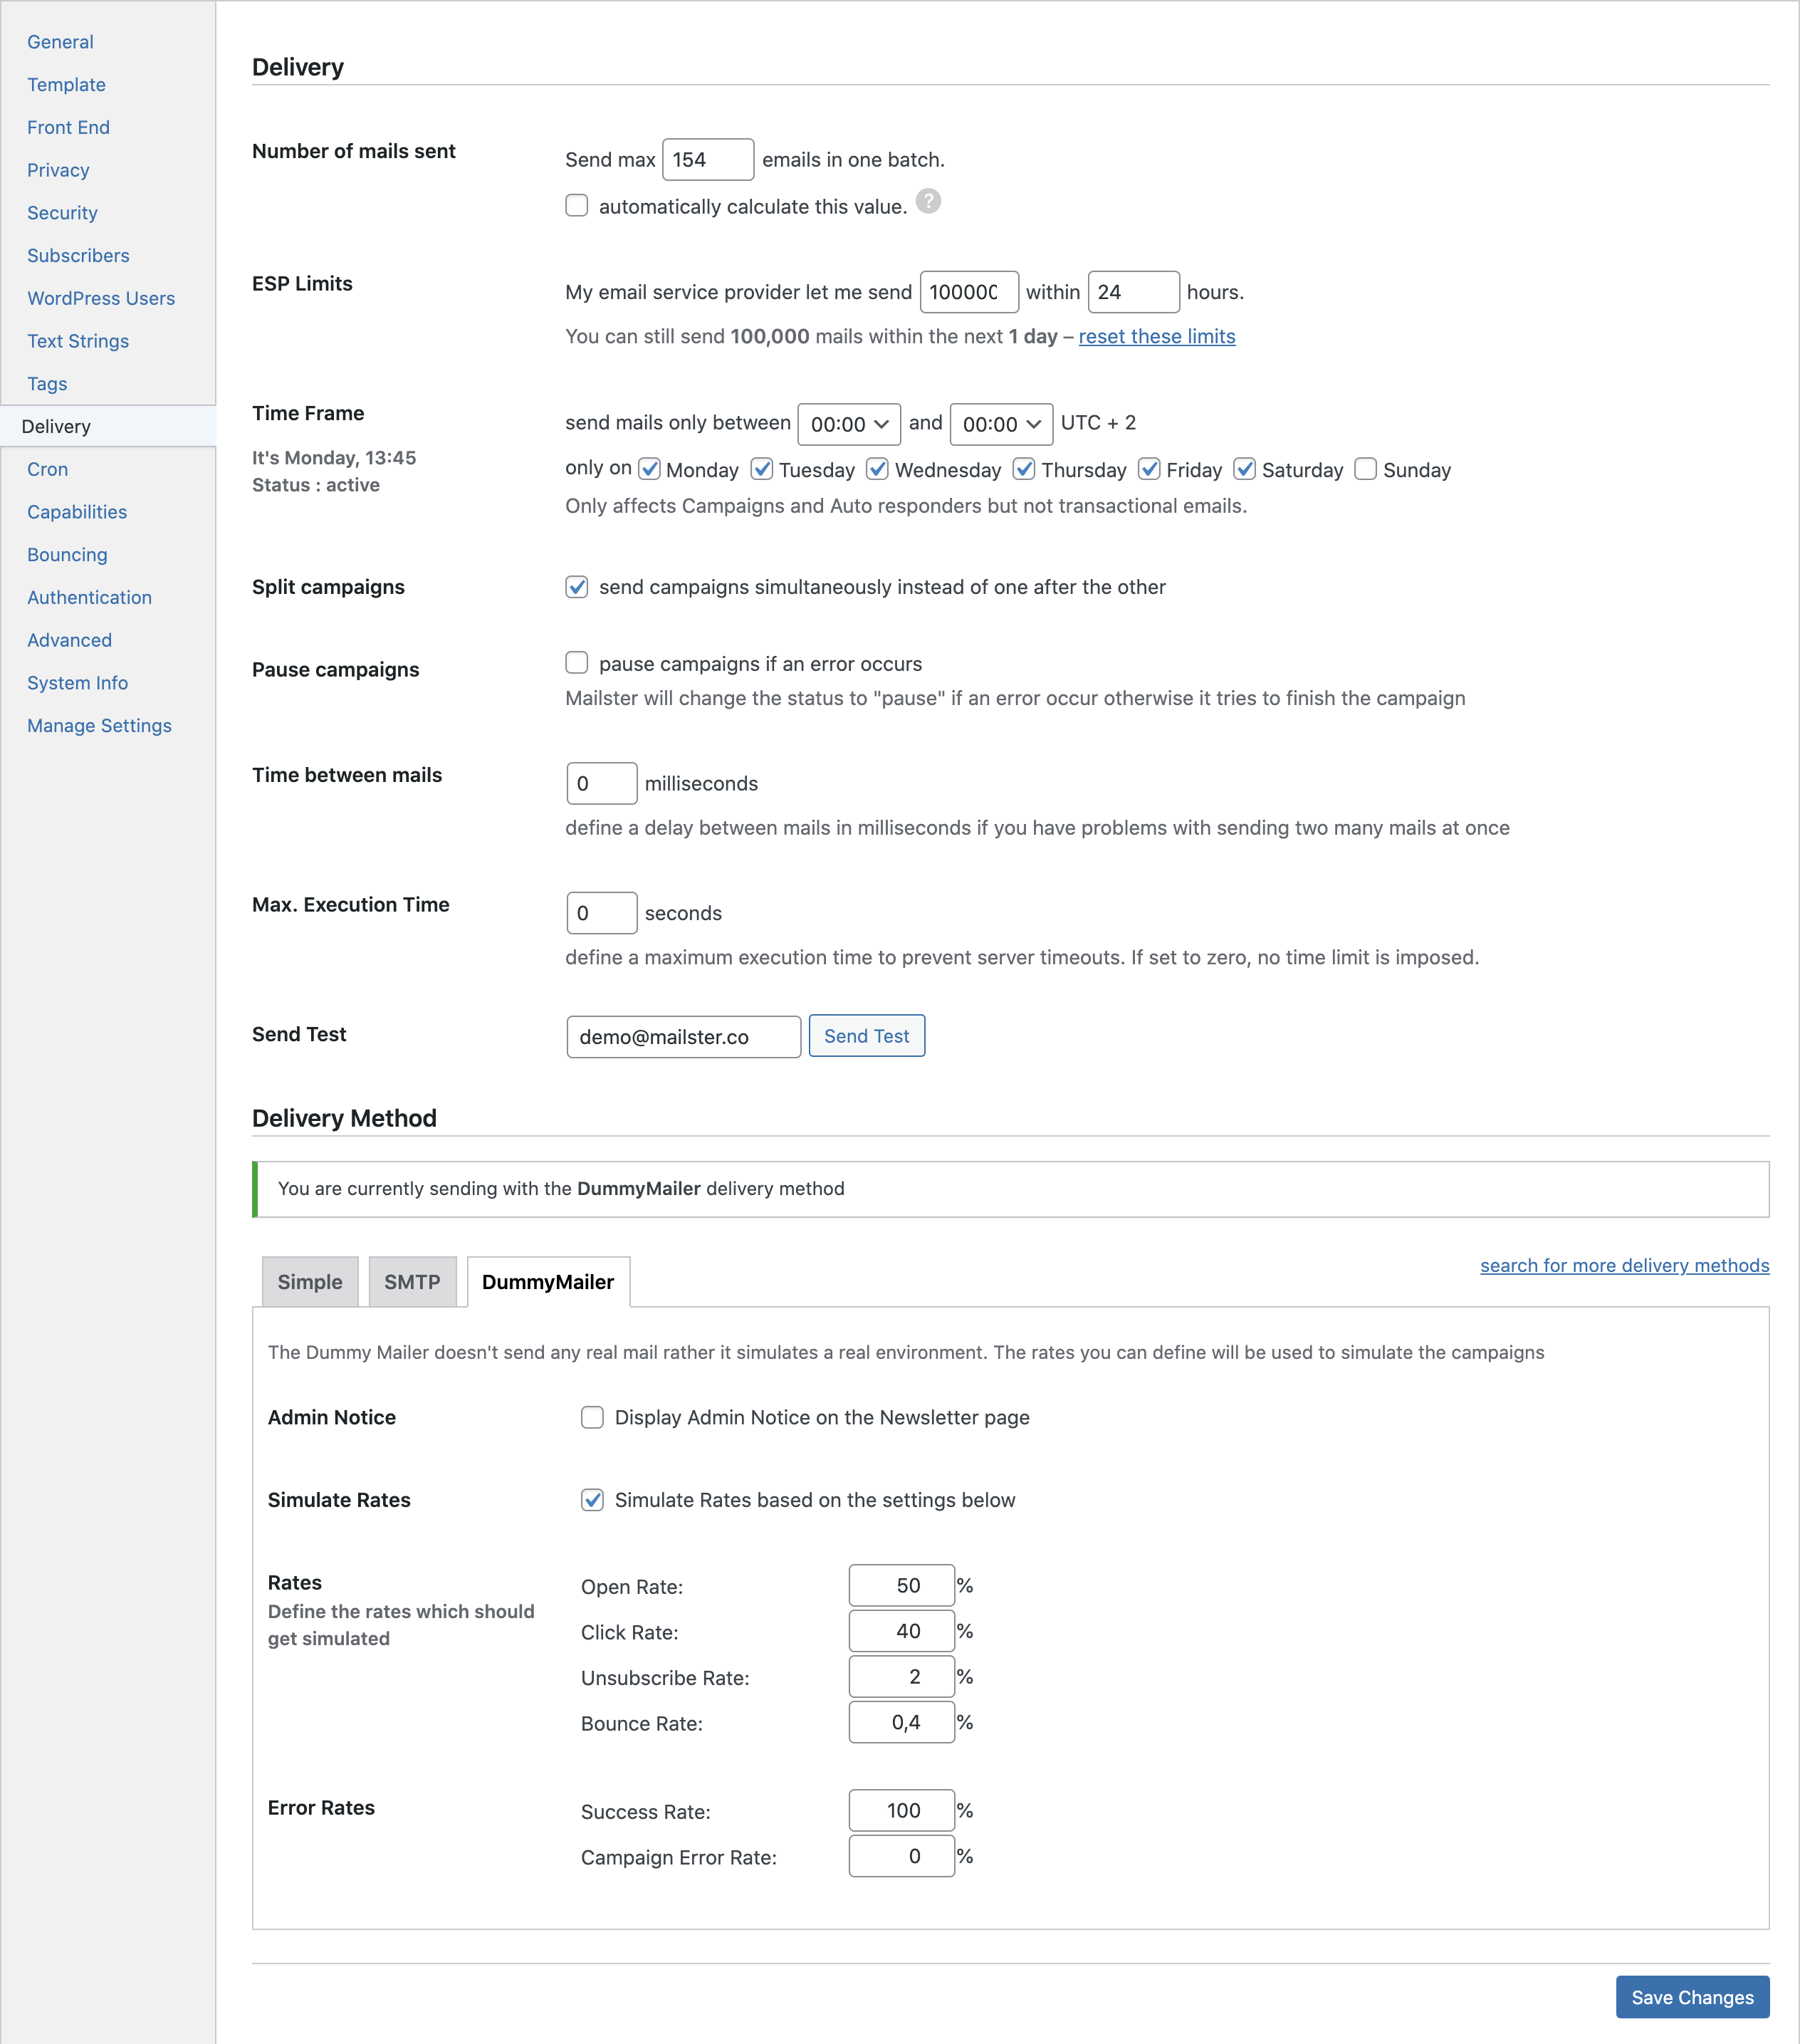 General
Template
Front End
Privacy
Security
Subscribers
WordPress Users
Text Strings
Tags
Delivery
Cron
Capabilities
Bouncing
Authentication
Advanced
System Info
Manage Settings
Delivery
Number of mails sent
Send max 154 emails in one batch.
automatically calculate this value. ?
ESP Limits
My email service provider let me send 100000 within 24 hours.
You can still send 100,000 mails within the next 1 day – reset these limits
Time Frame
It's Monday, 13:45
Status : active
send mails only between 00:00 and 00:00 UTC + 2
only on Monday Tuesday Wednesday Thursday Friday Saturday Sunday
Only affects Campaigns and Auto responders but not transactional emails.
Split campaigns
send campaigns simultaneously instead of one after the other
Pause campaigns
pause campaigns if an error occurs
Mailster will change the status to "pause" if an error occur otherwise it tries to finish the campaign
Time between mails
0 milliseconds
define a delay between mails in milliseconds if you have problems with sending two many mails at once
Max. Execution Time
0 seconds
define a maximum execution time to prevent server timeouts. If set to zero, no time limit is imposed.
Send Test
demo@mailster.co Send Test
Delivery Method
You are currently sending with the DummyMailer delivery method
Simple SMTP DummyMailer
search for more delivery methods
The Dummy Mailer doesn't send any real mail rather it simulates a real environment. The rates you can define will be used to simulate the campaigns
Admin Notice
Display Admin Notice on the Newsletter page
Simulate Rates
Simulate Rates based on the settings below
Rates
Define the rates which should
get simulated
Open Rate: 50 %
Click Rate: 40 %
Unsubscribe Rate: 2 %
Bounce Rate: 0,4 %
Error Rates
Success Rate: 100 %
Campaign Error Rate: 0 %
Save Changes